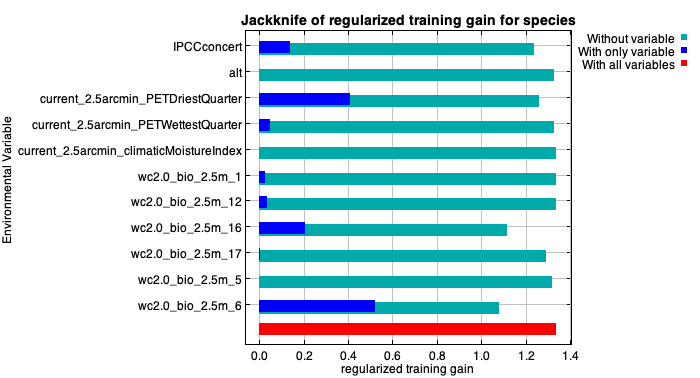 Jackknife of regularized training gain for species
Without variable
With only variable
With all variables
Environmental Variable
IPCCconcert
alt
current_2.5arcmin_PETDriestQuarter
current_2.5arcmin_PETWettestQuarter
current_2.5arcmin_climaticMoistureIndex
wc2.0_bio_2.5m_1
wc2.0_bio_2.5m_12
wc2.0_bio_2.5m_16
wc2.0_bio_2.5m_17
wc2.0_bio_2.5m_5
wc2.0_bio_2.5m_6
0.0 0.2 0.4 0.6 0.8 1.0 1.2 1.4
regularized training gain